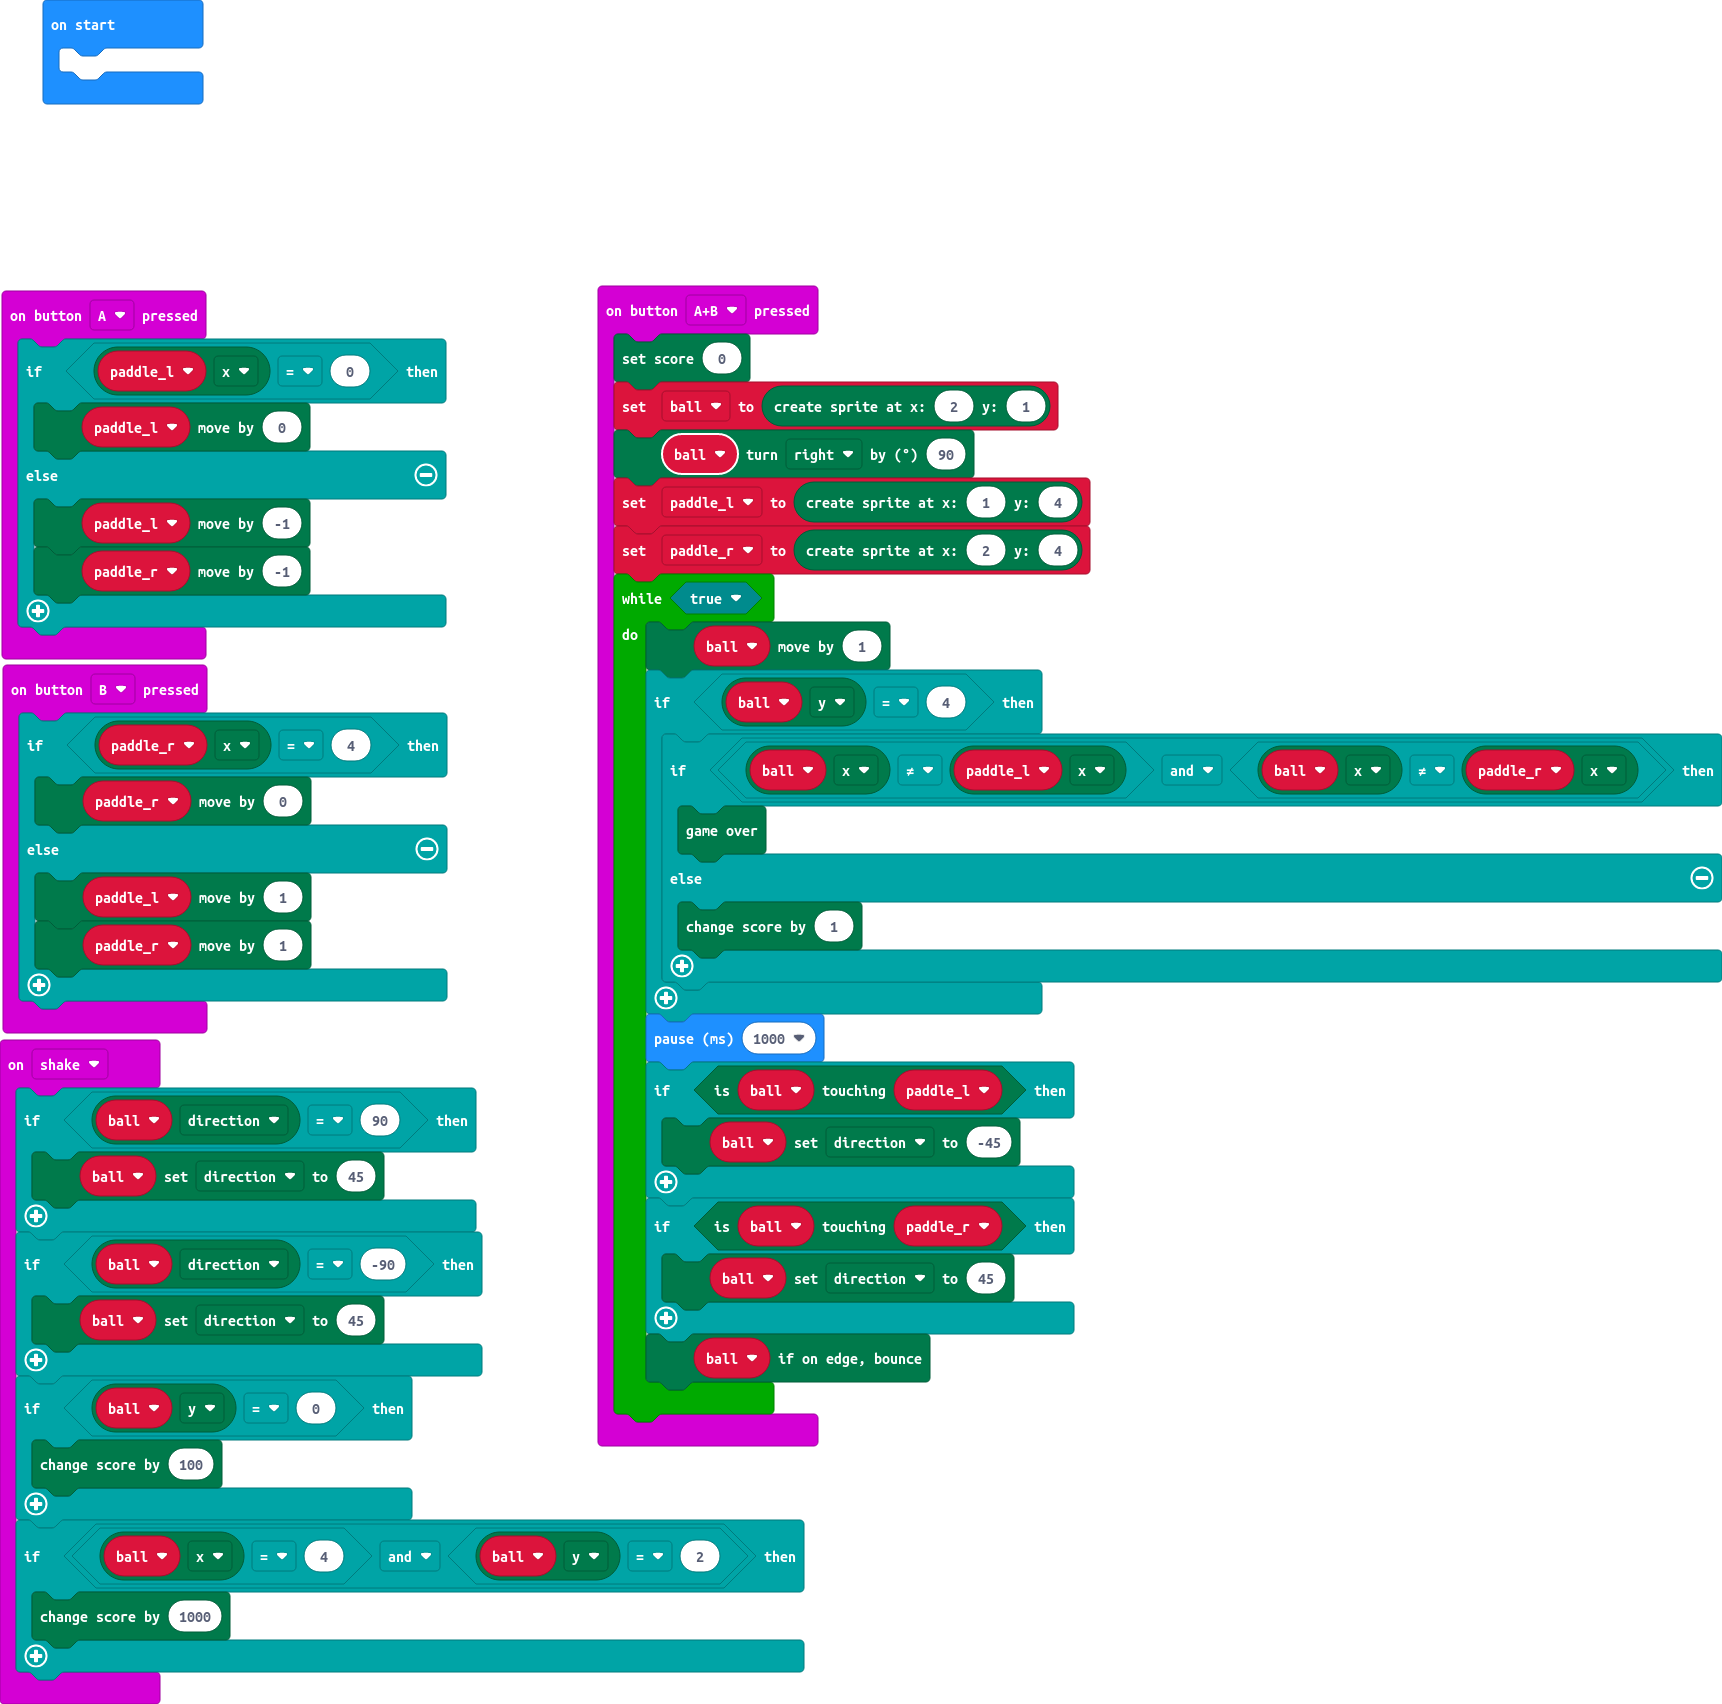 on start
on button A pressed
if paddle_l x = 0 then
paddle_l move by 0
else
paddle_l move by -1
paddle_r move by -1
on button B pressed
if paddle_r x = 4 then
paddle_r move by 0
else
paddle_l move by 1
paddle_r move by 1
on shake
if ball direction = 90 then
ball set direction to 45
if ball direction = -90 then
ball set direction to 45
if ball y = 0 then
change score by 100
if ball x = 4 and ball y = 2 then
change score by 1000
on button A+B pressed
set score 0
set ball to create sprite at x: 2 y: 1
ball turn right by (°) 90
set paddle_l to create sprite at x: 1 y: 4
set paddle_r to create sprite at x: 2 y: 4
while true
do
ball move by 1
if ball y = 4 then
if ball x ≠ paddle_l x and ball x ≠ paddle_r x then
game over
else
change score by 1
pause (ms) 1000
if is ball touching paddle_l then
ball set direction to -45
if is ball touching paddle_r then
ball set direction to 45
ball if on edge, bounce